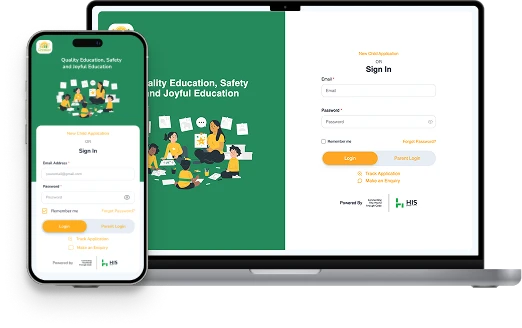 Quality Education, Safety
and Joyful Education
New Child Application
OR
Sign In
Email Address *
Password *
Password
Remember me
Forgot Password?
Login
Parent Login
Track Application
Make an Enquiry
Powered by
HIS
ality Education, Safety
nd Joyful Education
New Child Application
OR
Sign In
Email *
Email
Password *
Password
Remember me
Forgot Password?
Login
Parent Login
Track Application
Make an Enquiry
Powered By
HIS